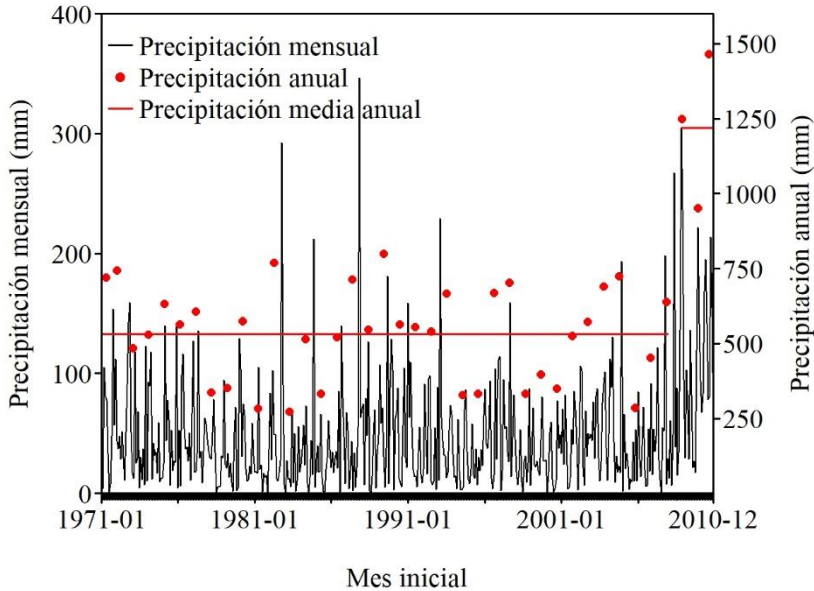 Precipitación mensual (mm)
400
300
200
100
0
Precipitación mensual
Precipitación anual
Precipitación media anual
1500
1250
1000
750
500
250
Precipitación anual (mm)
1971-01
1981-01
1991-01
2001-01
2010-12
Mes inicial